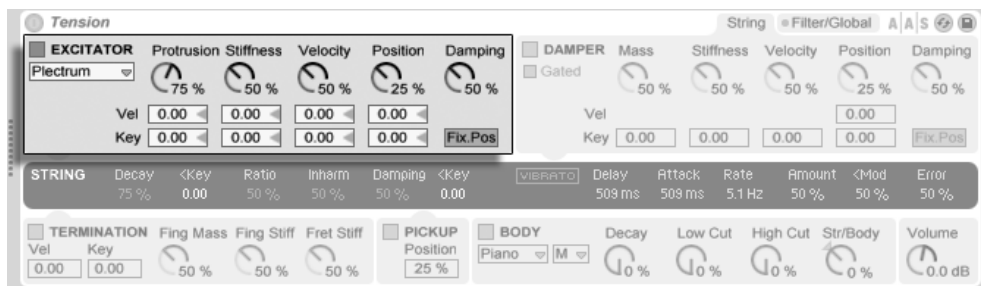 Tension String Filter/Global A A S
EXCITATOR Protrusion Stiffness Velocity Position Damping
Plectrum 75 % 50 % 50 % 25 % 50 %
Vel 0.00 0.00 0.00 0.00
Key 0.00 0.00 0.00 0.00 Fix.Pos
DAMPER Mass Stiffness Velocity Position Damping
Gated 50 % 50 % 50 % 25 % 50 %
Vel 0.00
Key 0.00 0.00 0.00 0.00 Fix.Pos
STRING Decay <Key Ratio Inharm Damping <Key VIBRATO Delay Attack Rate Amount <Mod Error
75 % 0.00 50 % 50 % 50 % 0.00 509 ms 509 ms 5.1 Hz 50 % 50 % 50 %
TERMINATION Fing Mass Fing Stiff Fret Stiff
Vel Key
0.00 0.00 50 % 50 % 50 %
PICKUP
Position
25 %
BODY Decay Low Cut High Cut Str/Body Volume
Piano M 0 % 0 % 0 % 0 % 0.0 dB